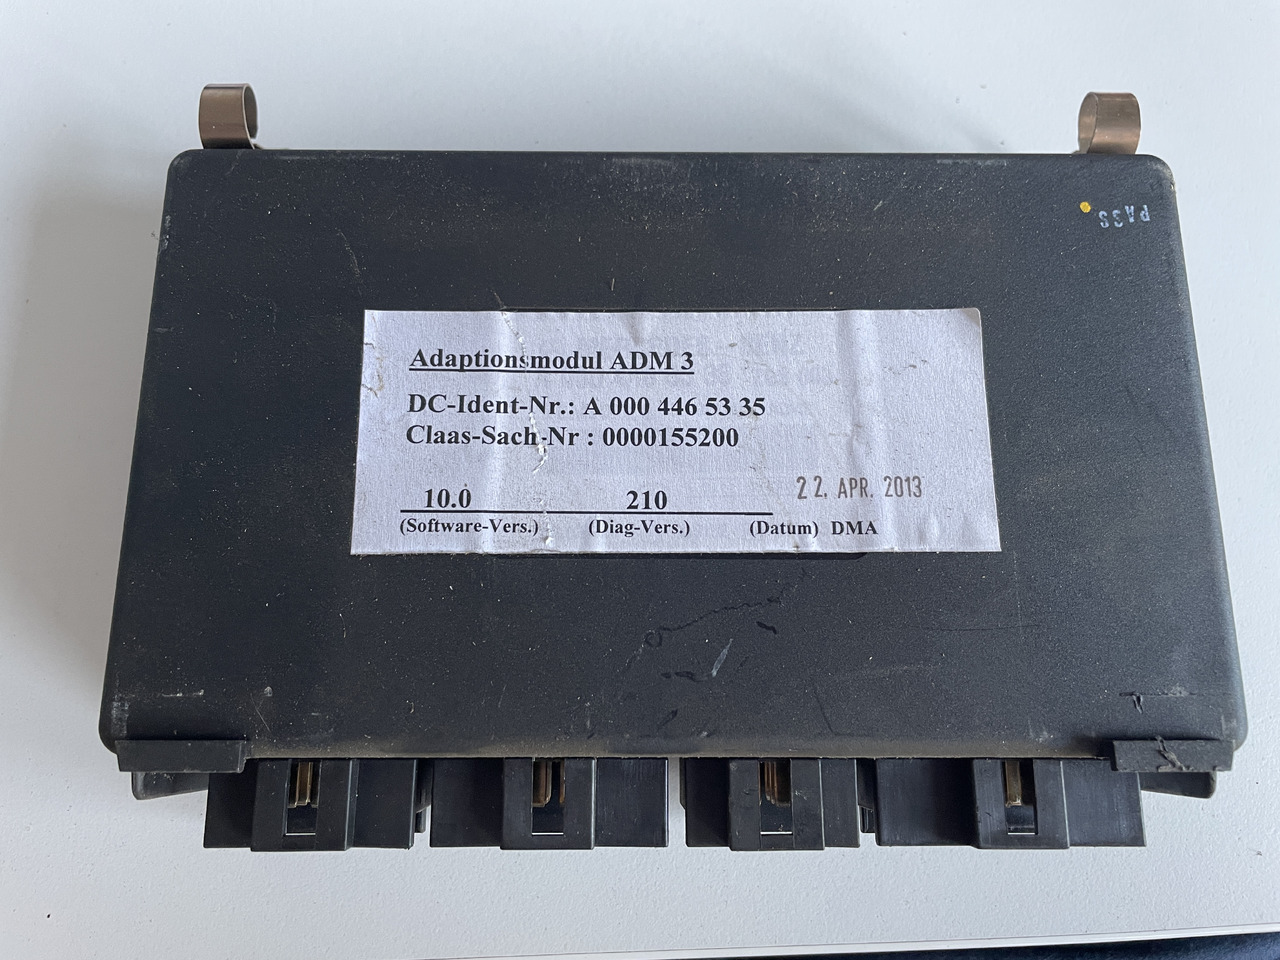 PASS
Adaptionsmodul ADM 3
DC-Ident-Nr.: A 000 446 53 35
Claas-Sach-Nr : 0000155200
10.0 210 22. APR. 2013
(Software-Vers.) (Diag-Vers.) (Datum) DMA